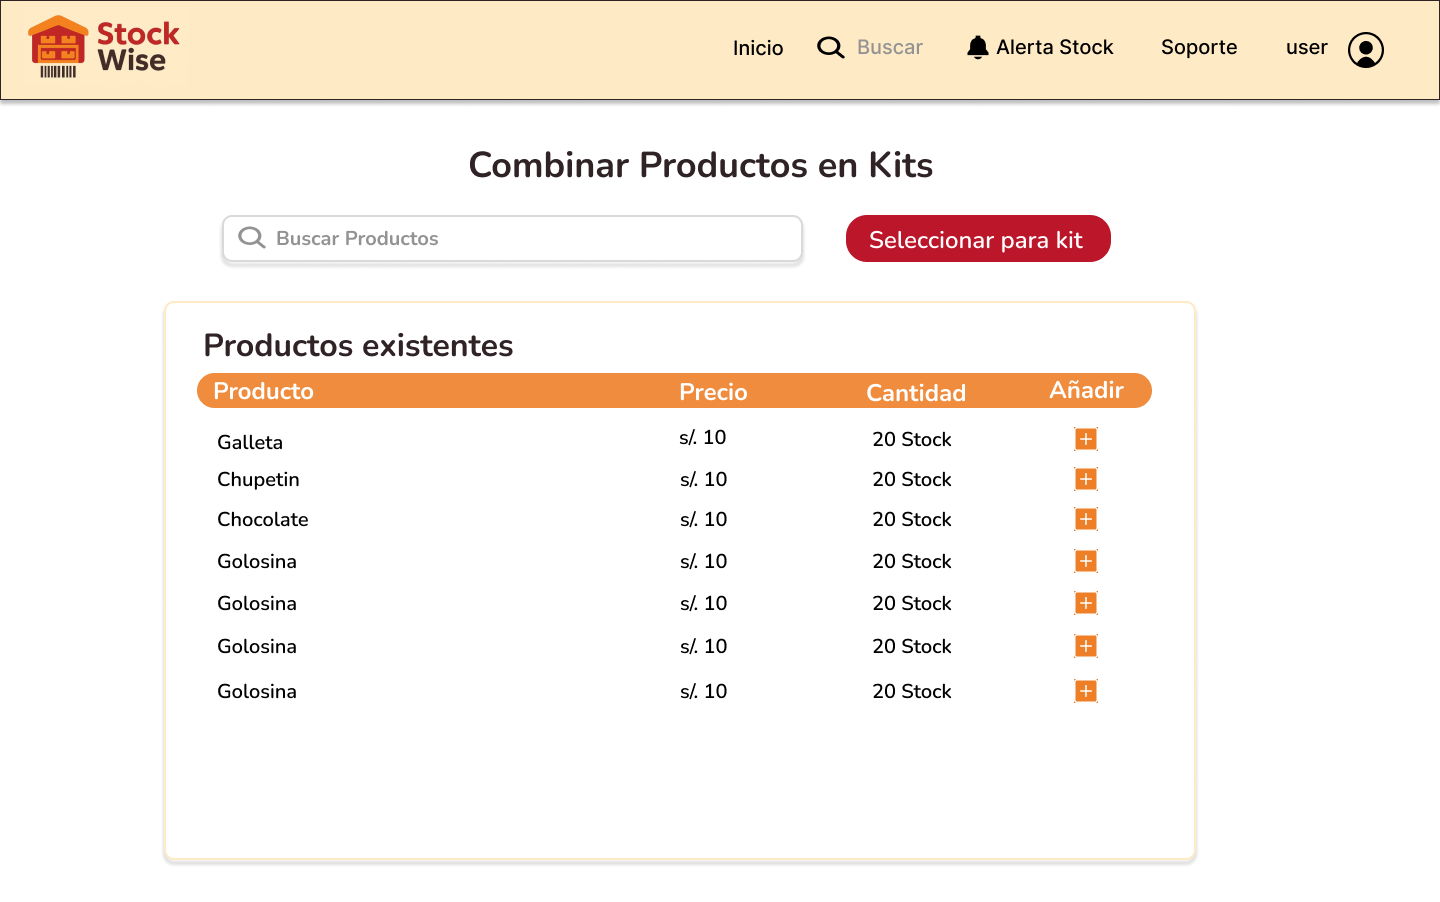 Stock
Wise
Inicio
Buscar
Alerta Stock
Soporte
user
Combinar Productos en Kits
Buscar Productos
Seleccionar para kit
Productos existentes
Producto Precio Cantidad Añadir
Galleta s/. 10 20 Stock
Chupetin s/. 10 20 Stock
Chocolate s/. 10 20 Stock
Golosina s/. 10 20 Stock
Golosina s/. 10 20 Stock
Golosina s/. 10 20 Stock
Golosina s/. 10 20 Stock